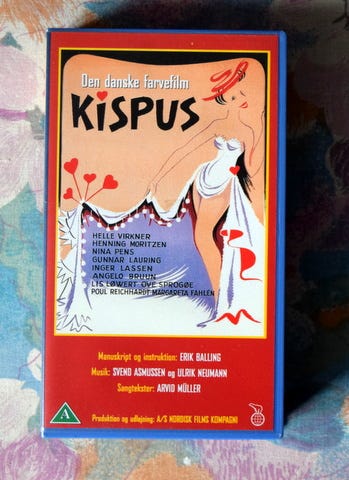 Den danske farvefilm
KISPUS
HELLE VIRKNER
HENNING MORITZEN
NINA PENS
GUNNAR LAURING
INGER LASSEN
ANGELO BRUUN
LIS LØWERT OVE SPROGØE
POUL REICHHARDT MARGARETA FAHLÉN
Manuskript og instruktion: ERIK BALLING
Musik: SVEND ASMUSSEN og ULRIK NEUMANN
Sangtekster: ARVID MÜLLER
A
Produktion og udlejning: A/S NORDISK FILMS KOMPAGNI